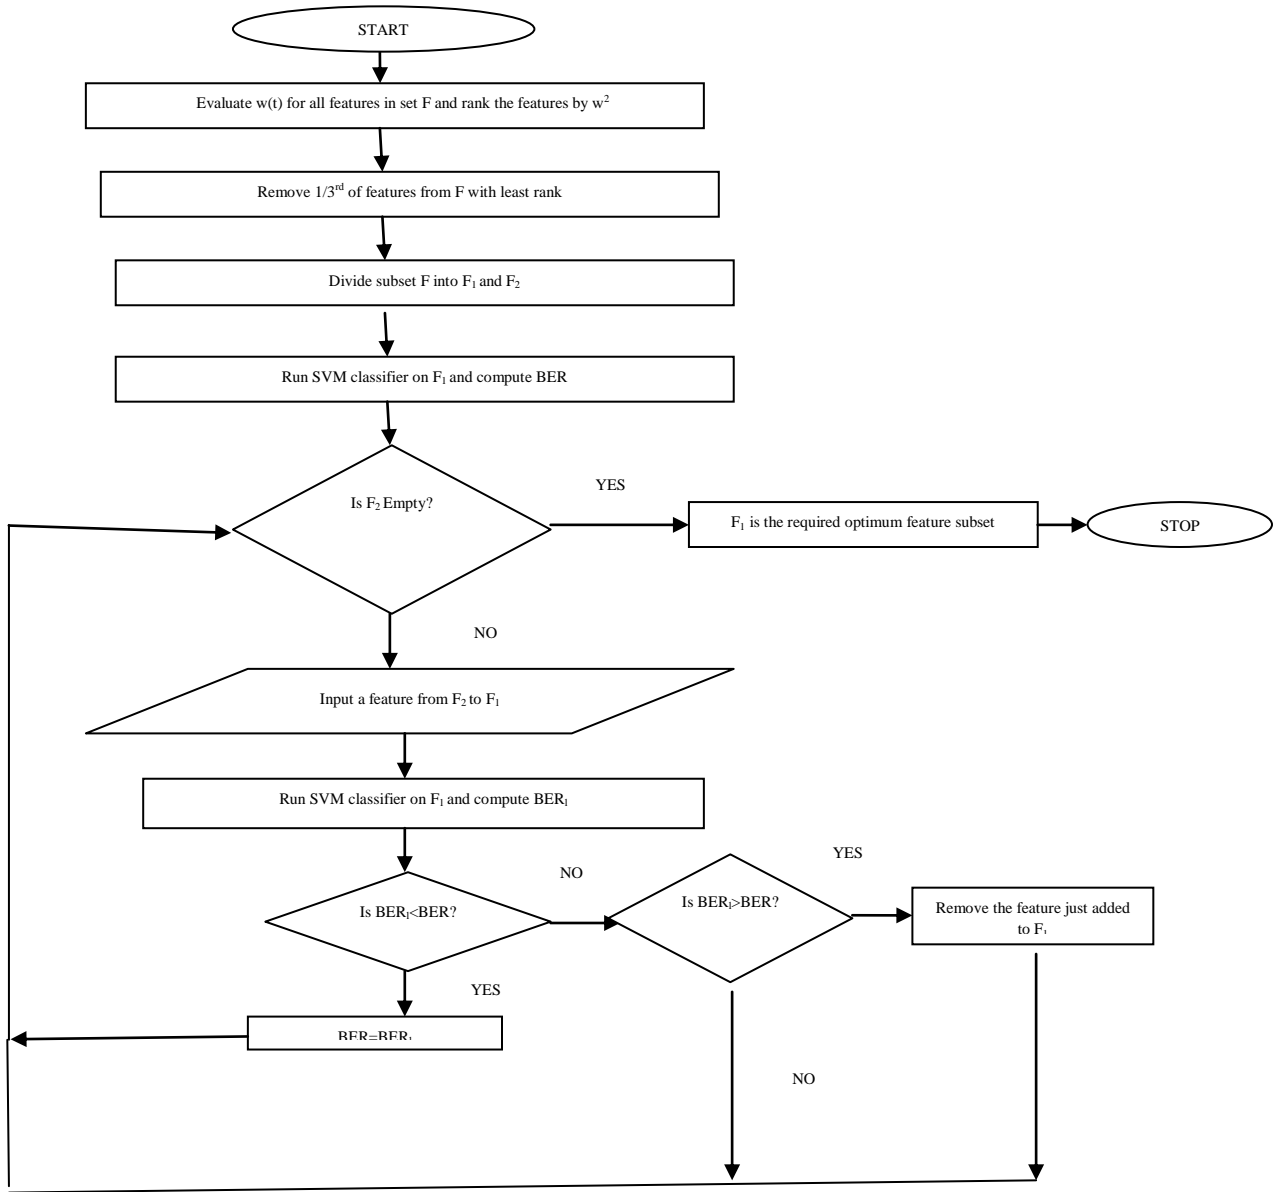 START
Evaluate w(t) for all features in set F and rank the features by w²
Remove 1/3rd of features from F with least rank
Divide subset F into F₁ and F₂
Run SVM classifier on F₁ and compute BER
Is F₂ Empty?
YES
F₁ is the required optimum feature subset
STOP
NO
Input a feature from F₂ to F₁
Run SVM classifier on F₁ and compute BER₁
Is BER₁<BER?
NO
Is BER₁>BER?
YES
Remove the feature just added
to F₁
YES
BER=BER₁
NO